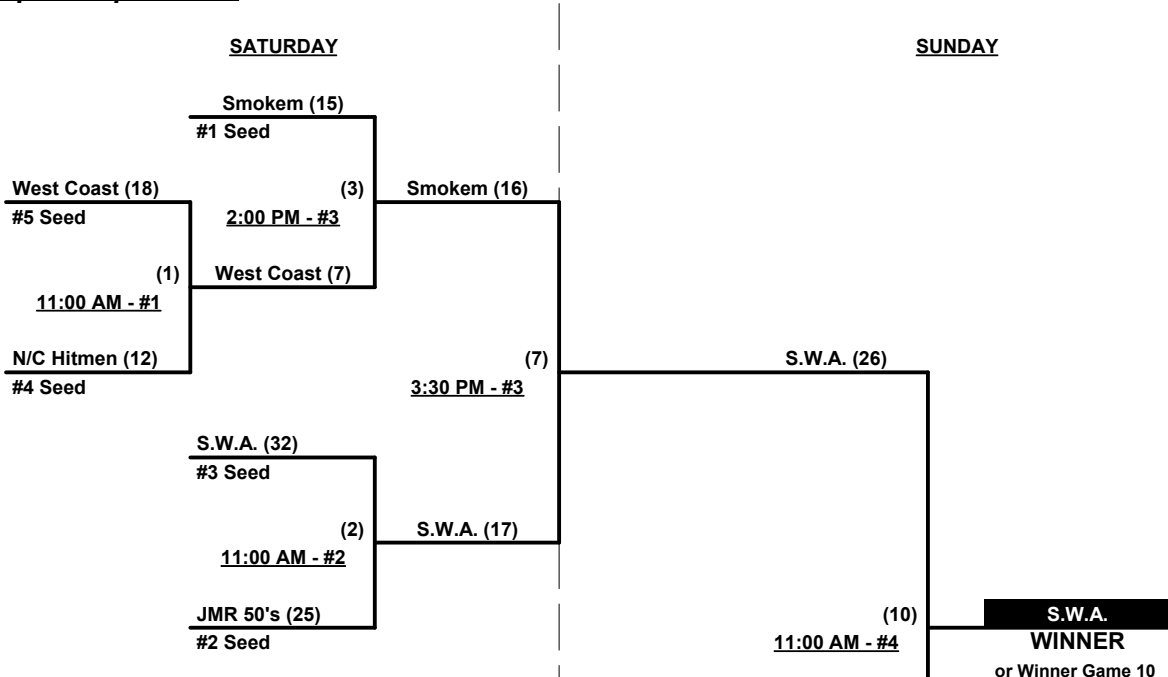 SATURDAY
SUNDAY
Smokem (15)
#1 Seed
West Coast (18)
(3)
Smokem (16)
#5 Seed
2:00 PM - #3
(1)
West Coast (7)
11:00 AM - #1
N/C Hitmen (12)
(7)
S.W.A. (26)
#4 Seed
3:30 PM - #3
S.W.A. (32)
#3 Seed
(2)
S.W.A. (17)
11:00 AM - #2
JMR 50's (25)
(10)
S.W.A.
#2 Seed
11:00 AM - #4
WINNER
or Winner Game 10